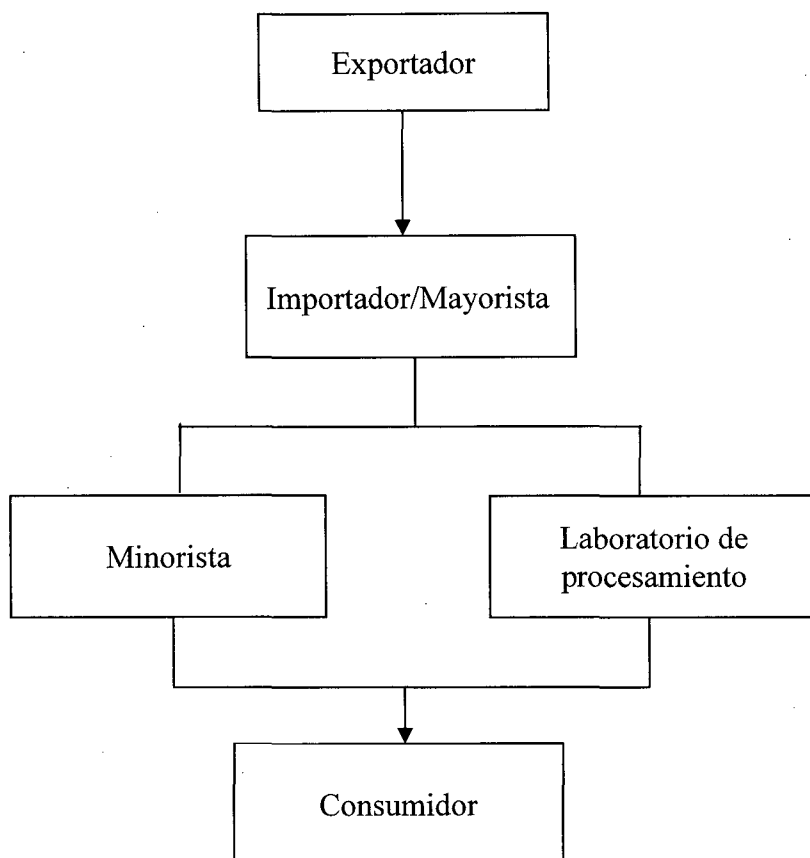 Exportador
Importador/Mayorista
Minorista
Laboratorio de
procesamiento
Consumidor